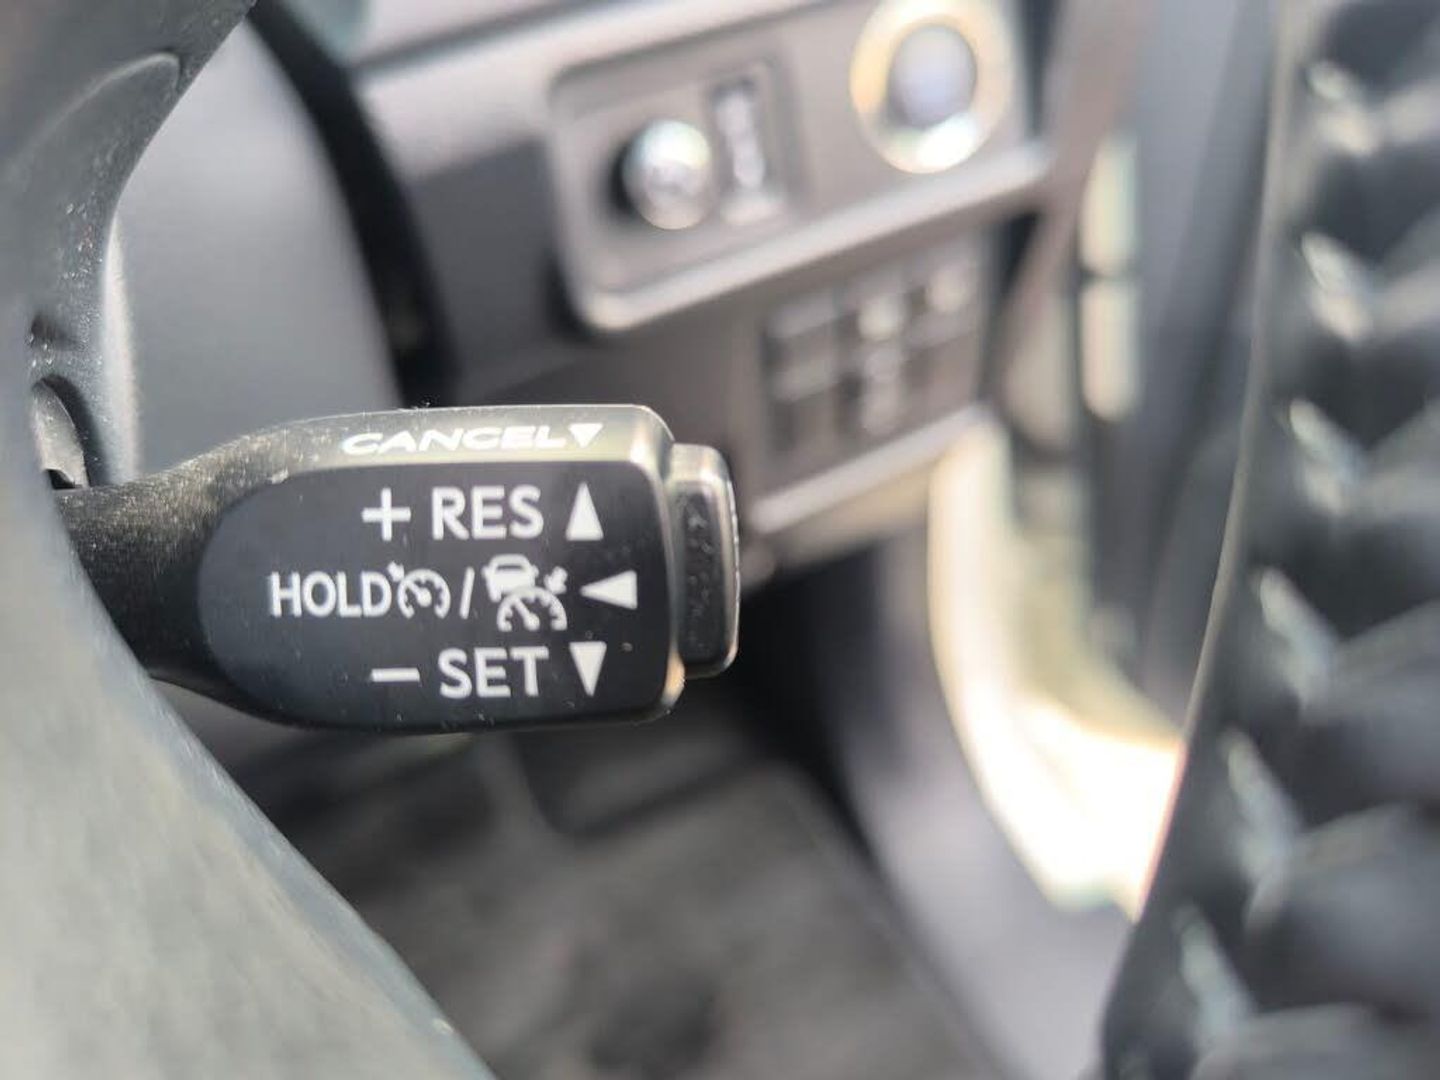 CANCEL▼
+ RES ▲
HOLD / ◀
− SET ▼